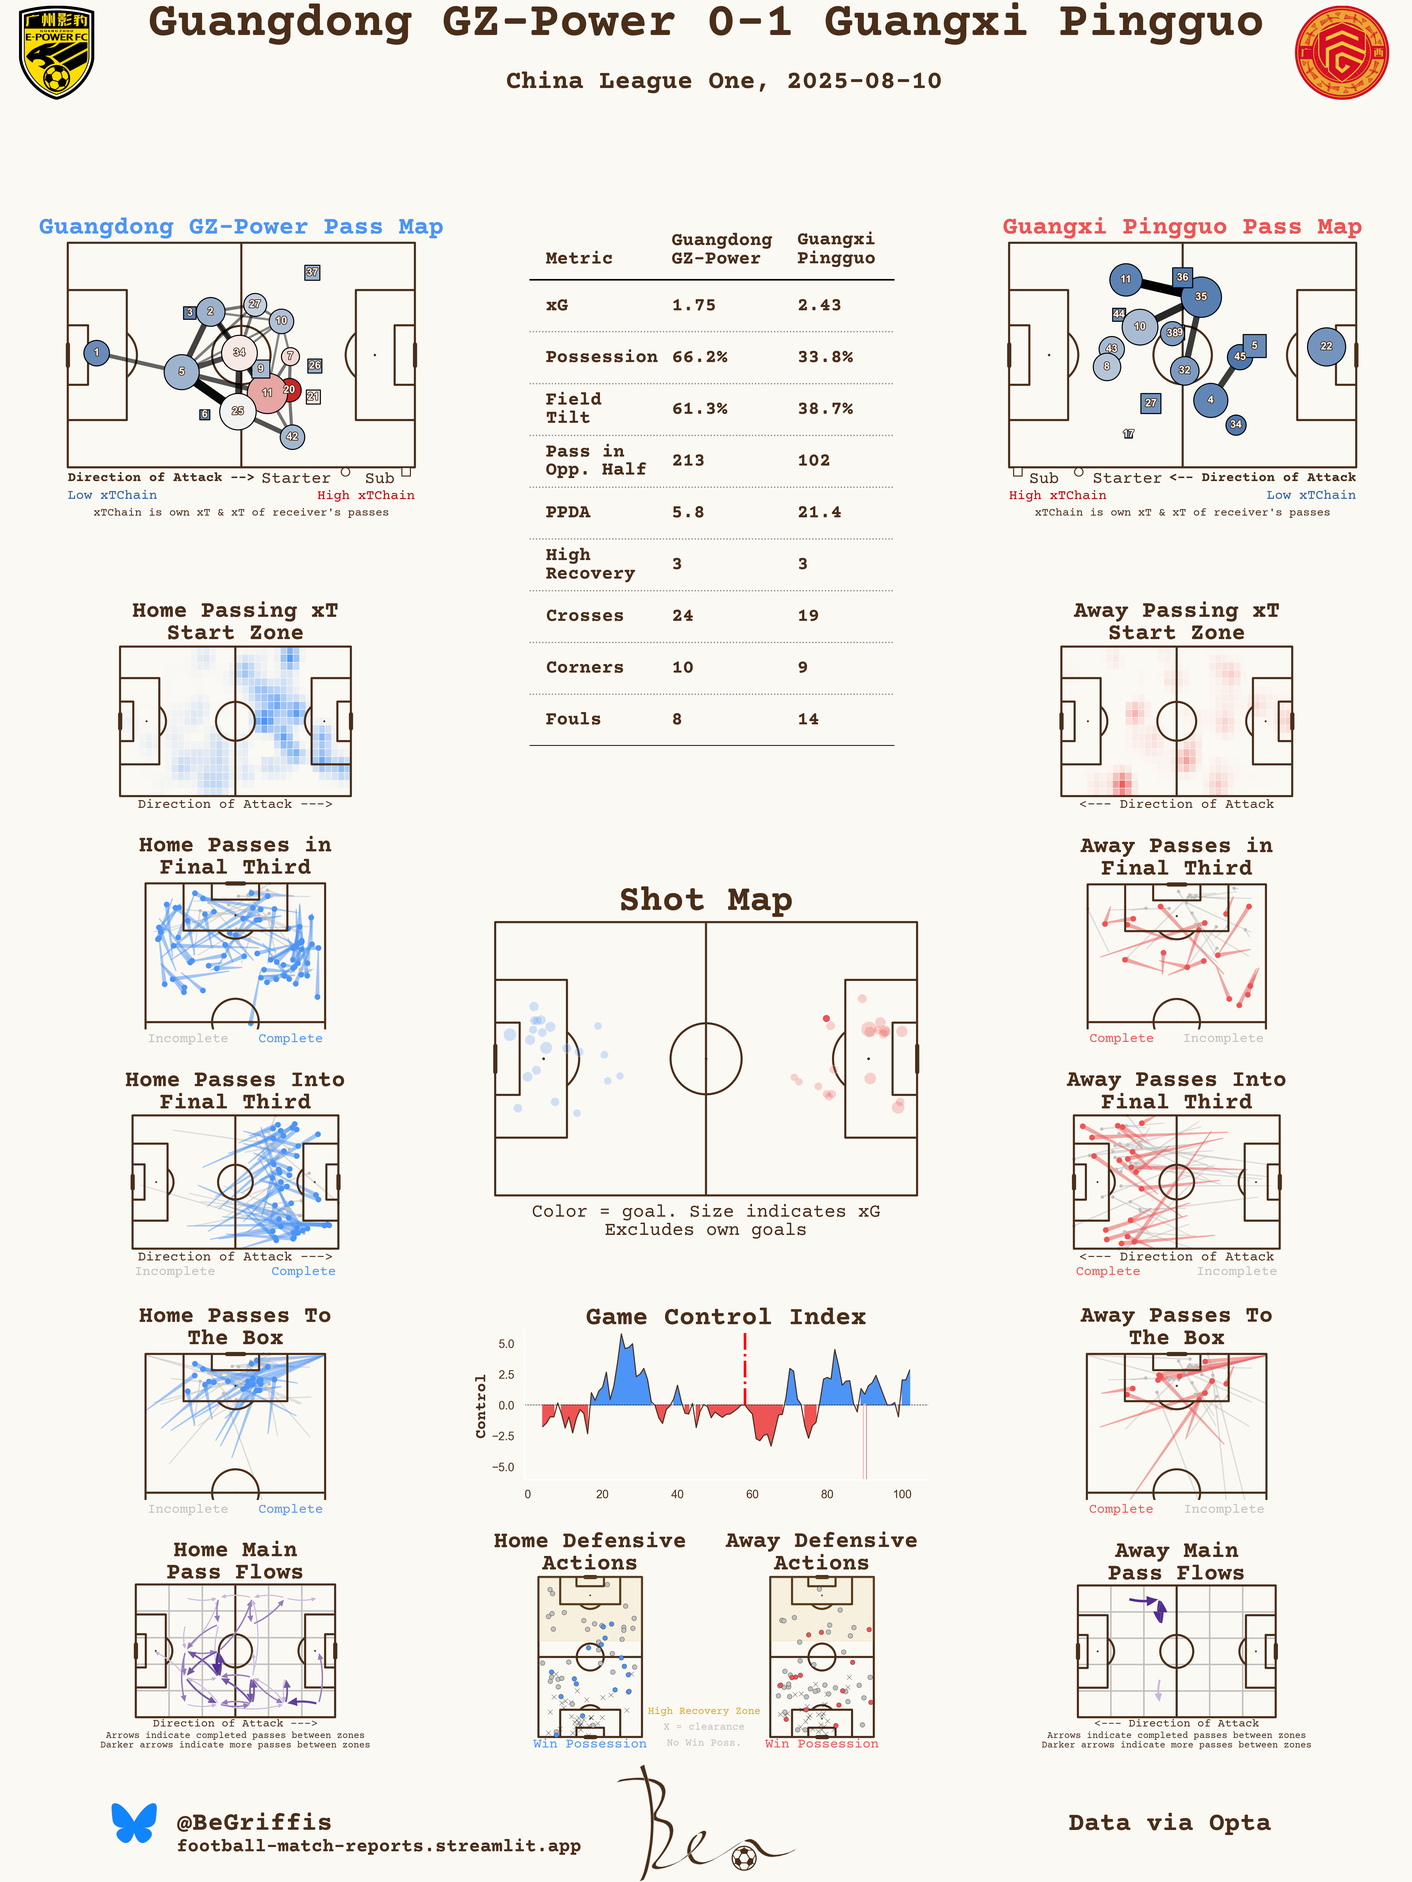 Guangdong GZ-Power 0-1 Guangxi Pingguo
China League One, 2025-08-10
广州影豹
GUANGZHOU
E-POWER FC
广 西
Guangdong GZ-Power Pass Map
37
3
2
27
10
1
34
7
5
9
26
11
20
21
6
25
42
Direction of Attack --> Starter Sub
Low xTChain High xTChain
xTChain is own xT & xT of receiver's passes
Metric Guangdong GZ-Power Guangxi Pingguo
xG 1.75 2.43
Possession 66.2% 33.8%
Field Tilt 61.3% 38.7%
Pass in Opp. Half 213 102
PPDA 5.8 21.4
High Recovery 3 3
Crosses 24 19
Corners 10 9
Fouls 8 14
Guangxi Pingguo Pass Map
11
36
35
44
10
38
9
43
5
22
45
8
32
27
4
34
17
Sub Starter <-- Direction of Attack
High xTChain Low xTChain
xTChain is own xT & xT of receiver's passes
Home Passing xT
Start Zone
Direction of Attack --->
Away Passing xT
Start Zone
<--- Direction of Attack
Home Passes in
Final Third
Incomplete Complete
Away Passes in
Final Third
Complete Incomplete
Shot Map
Color = goal. Size indicates xG
Excludes own goals
Home Passes Into
Final Third
Direction of Attack --->
Incomplete Complete
Away Passes Into
Final Third
<--- Direction of Attack
Complete Incomplete
Home Passes To
The Box
Incomplete Complete
Game Control Index
Control
5.0
2.5
0.0
−2.5
−5.0
0 20 40 60 80 100
Away Passes To
The Box
Complete Incomplete
Home Main
Pass Flows
Direction of Attack --->
Arrows indicate completed passes between zones
Darker arrows indicate more passes between zones
Home Defensive
Actions
Win Possession
High Recovery Zone
X = clearance
No Win Poss.
Away Defensive
Actions
Win Possession
Away Main
Pass Flows
<--- Direction of Attack
Arrows indicate completed passes between zones
Darker arrows indicate more passes between zones
@BeGriffis
football-match-reports.streamlit.app
Ben
Data via Opta